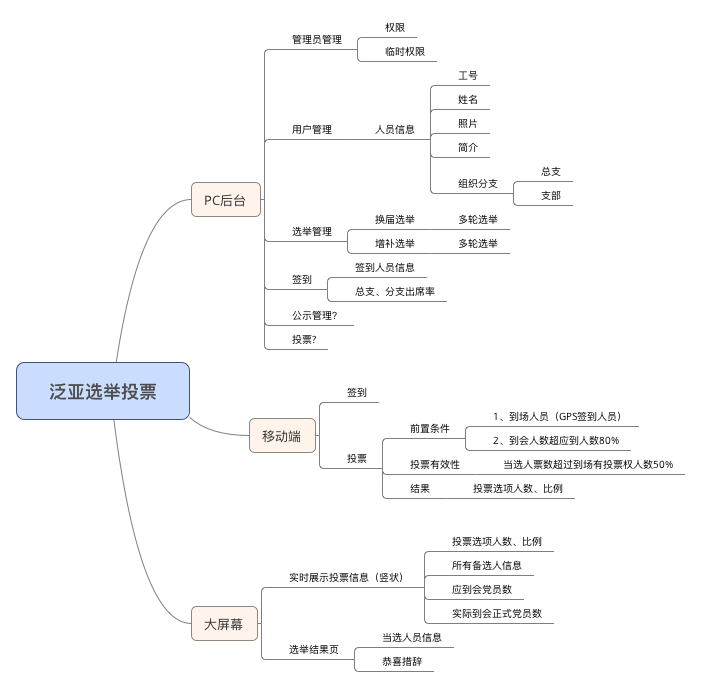 泛亚选举投票
PC后台
管理员管理
权限
临时权限
用户管理
人员信息
工号
姓名
照片
简介
组织分支
总支
支部
选举管理
换届选举
多轮选举
增补选举
多轮选举
签到
签到人员信息
总支、分支出席率
公示管理?
投票?
移动端
签到
投票
前置条件
1、到场人员（GPS签到人员）
2、到会人数超应到人数80%
投票有效性
当选人票数超过到场有投票权人数50%
结果
投票选项人数、比例
大屏幕
实时展示投票信息（竖状）
投票选项人数、比例
所有备选人信息
应到会党员数
实际到会正式党员数
选举结果页
当选人员信息
恭喜措辞